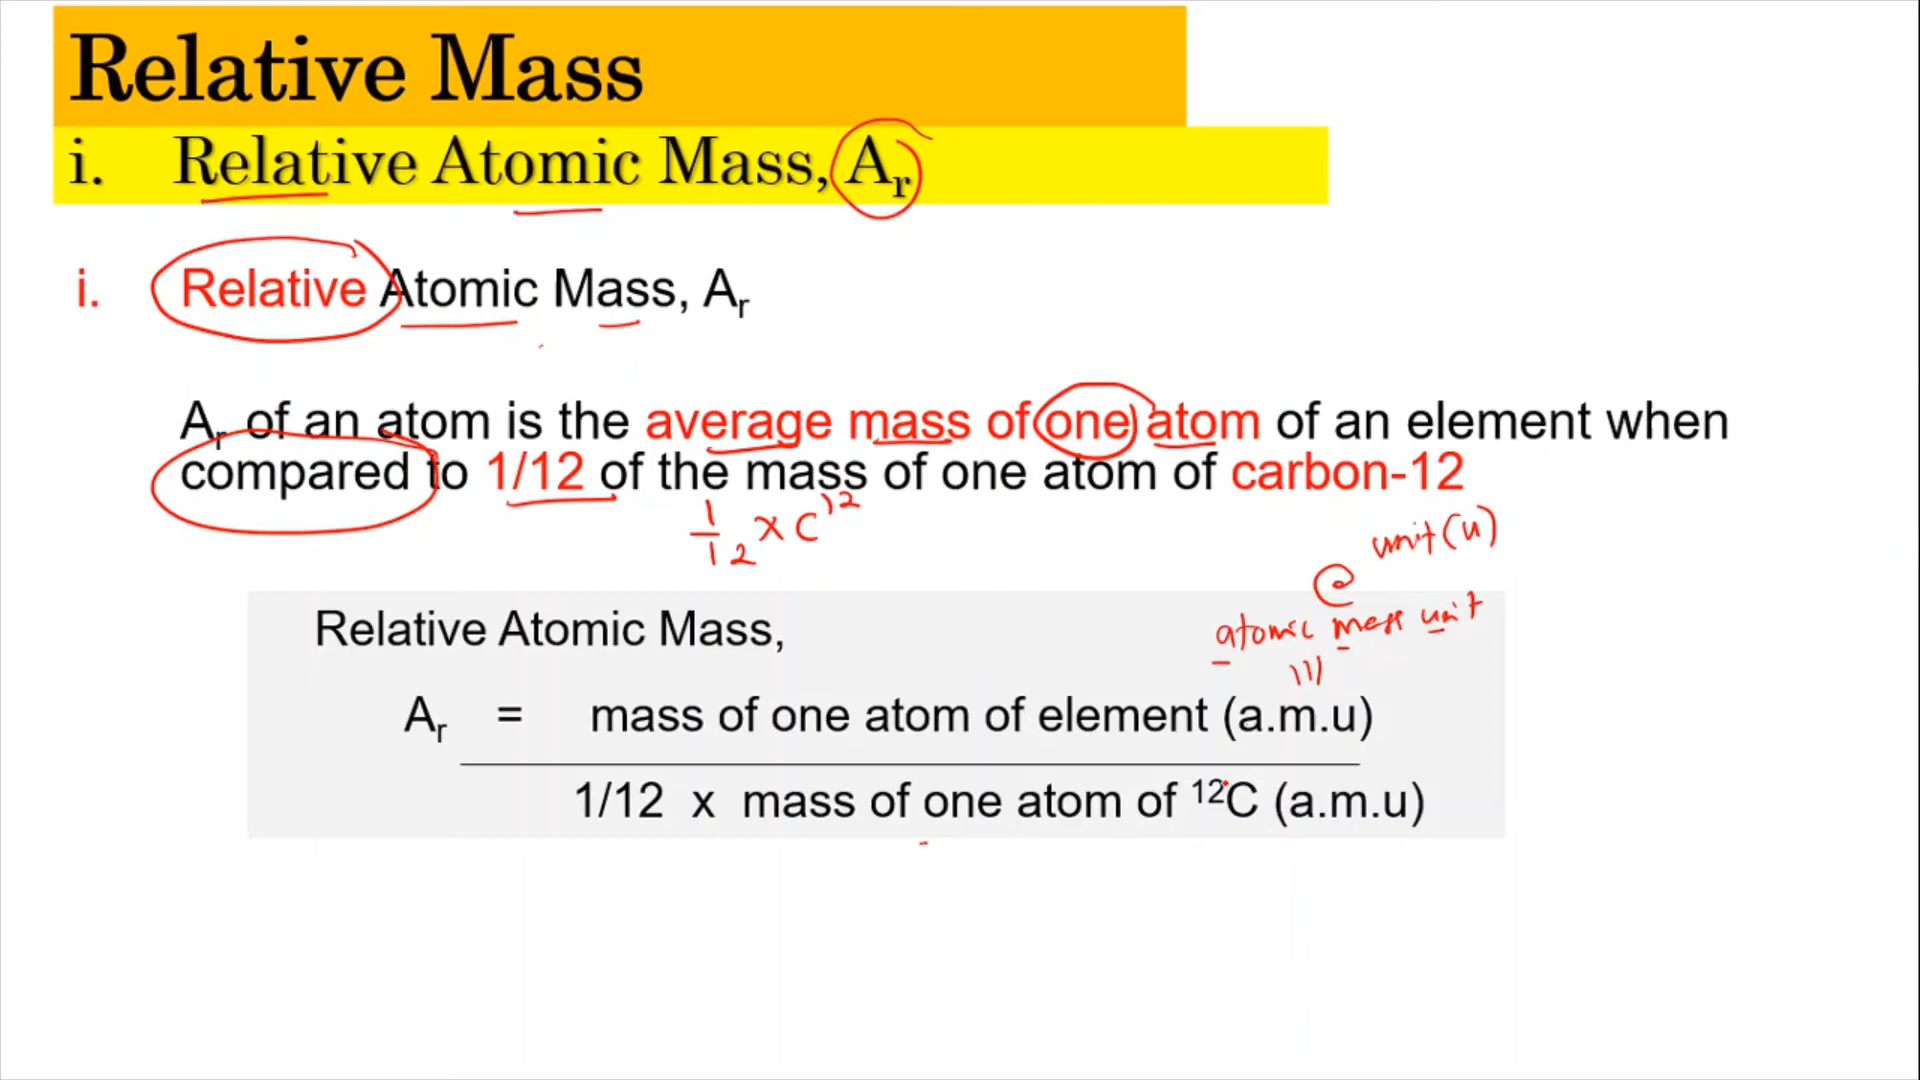 Relative Mass
i. Relative Atomic Mass, Ar
i. Relative Atomic Mass, Ar
Ar of an atom is the average mass of one atom of an element when
compared to 1/12 of the mass of one atom of carbon-12
1/12 x C12
unit (u)
@
atomic mass unit
Relative Atomic Mass,
Ar = mass of one atom of element (a.m.u)
1/12 x mass of one atom of 12C (a.m.u)